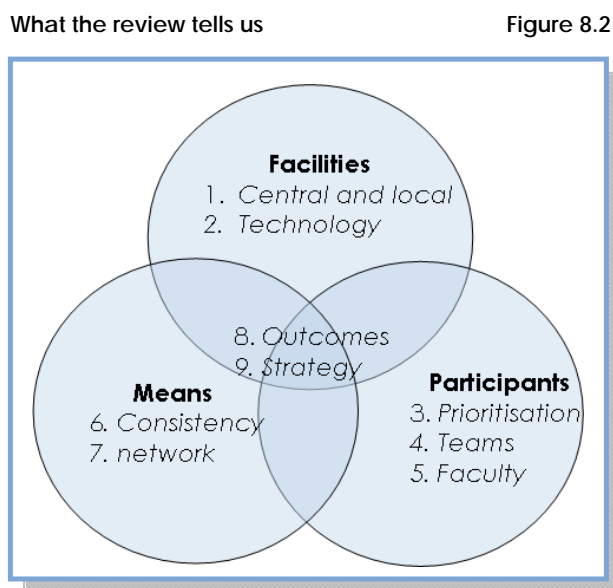 What the review tells us
Figure 8.2
Facilities
1. Central and local
2. Technology
8. Outcomes
9. Strategy
Means
6. Consistency
7. network
Participants
3. Prioritisation
4. Teams
5. Faculty